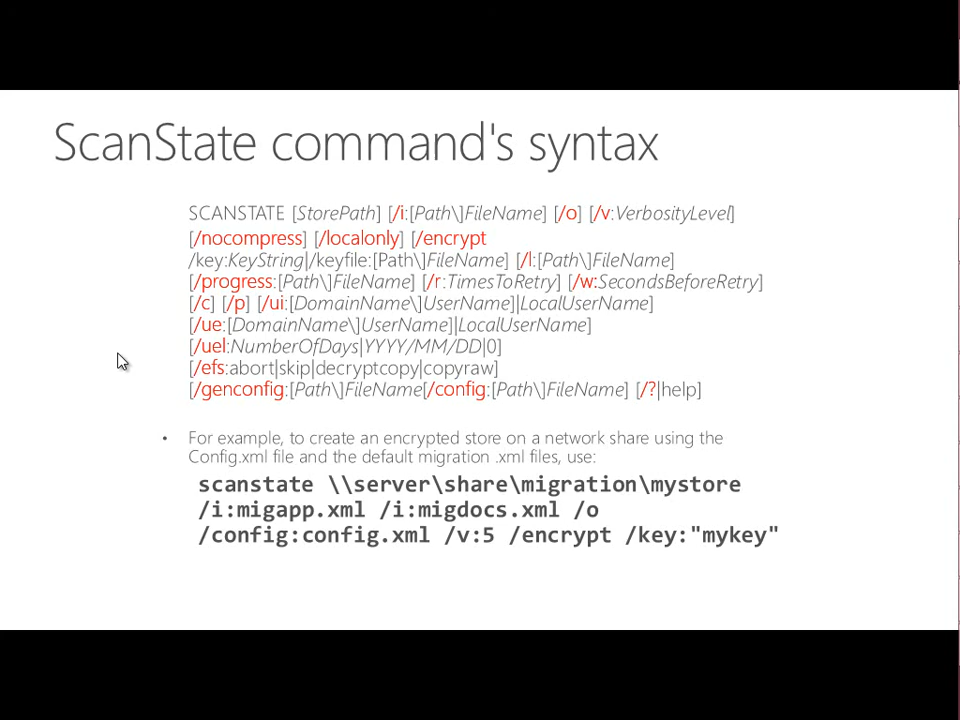 ScanState command's syntax
SCANSTATE [StorePath] [/i:[Path\]FileName] [/o] [/v:VerbosityLevel]
[/nocompress] [/localonly] [/encrypt
/key:KeyString|/keyfile:[Path\]FileName] [/l:[Path\]FileName]
[/progress:[Path\]FileName] [/r:TimesToRetry] [/w:SecondsBeforeRetry]
[/c] [/p] [/ui:[DomainName\]UserName]|LocalUserName]
[/ue:[DomainName\]UserName]|LocalUserName]
[/uel:NumberOfDays|YYYY/MM/DD|0]
[/efs:abort|skip|decryptcopy|copyraw]
[/genconfig:[Path\]FileName[/config:[Path\]FileName] [/?|help]
• For example, to create an encrypted store on a network share using the
Config.xml file and the default migration .xml files, use:
scanstate \\server\share\migration\mystore
/i:migapp.xml /i:migdocs.xml /o
/config:config.xml /v:5 /encrypt /key:"mykey"